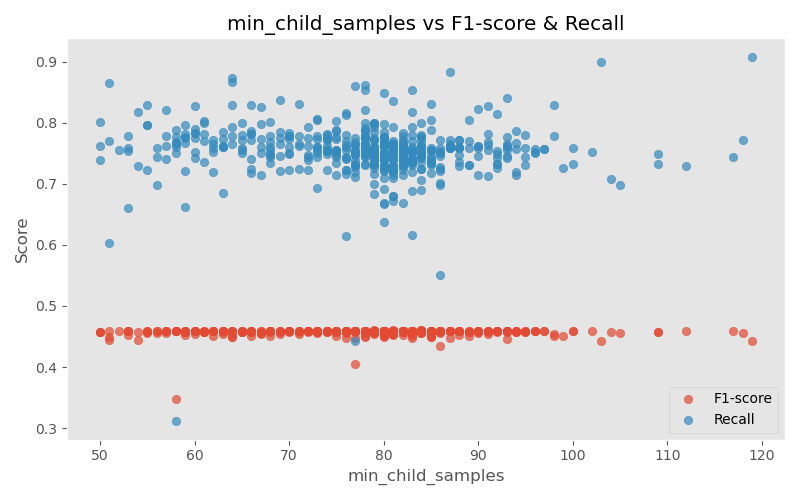 min_child_samples vs F1-score & Recall
Score
0.9
0.8
0.7
0.6
0.5
0.4
0.3
50 60 70 80 90 100 110 120
min_child_samples
F1-score
Recall